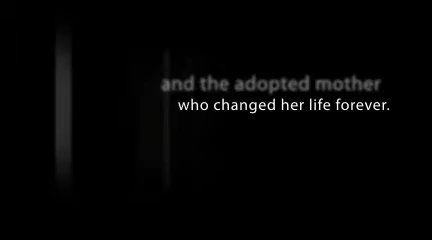 and the adopted mother
who changed her life forever.